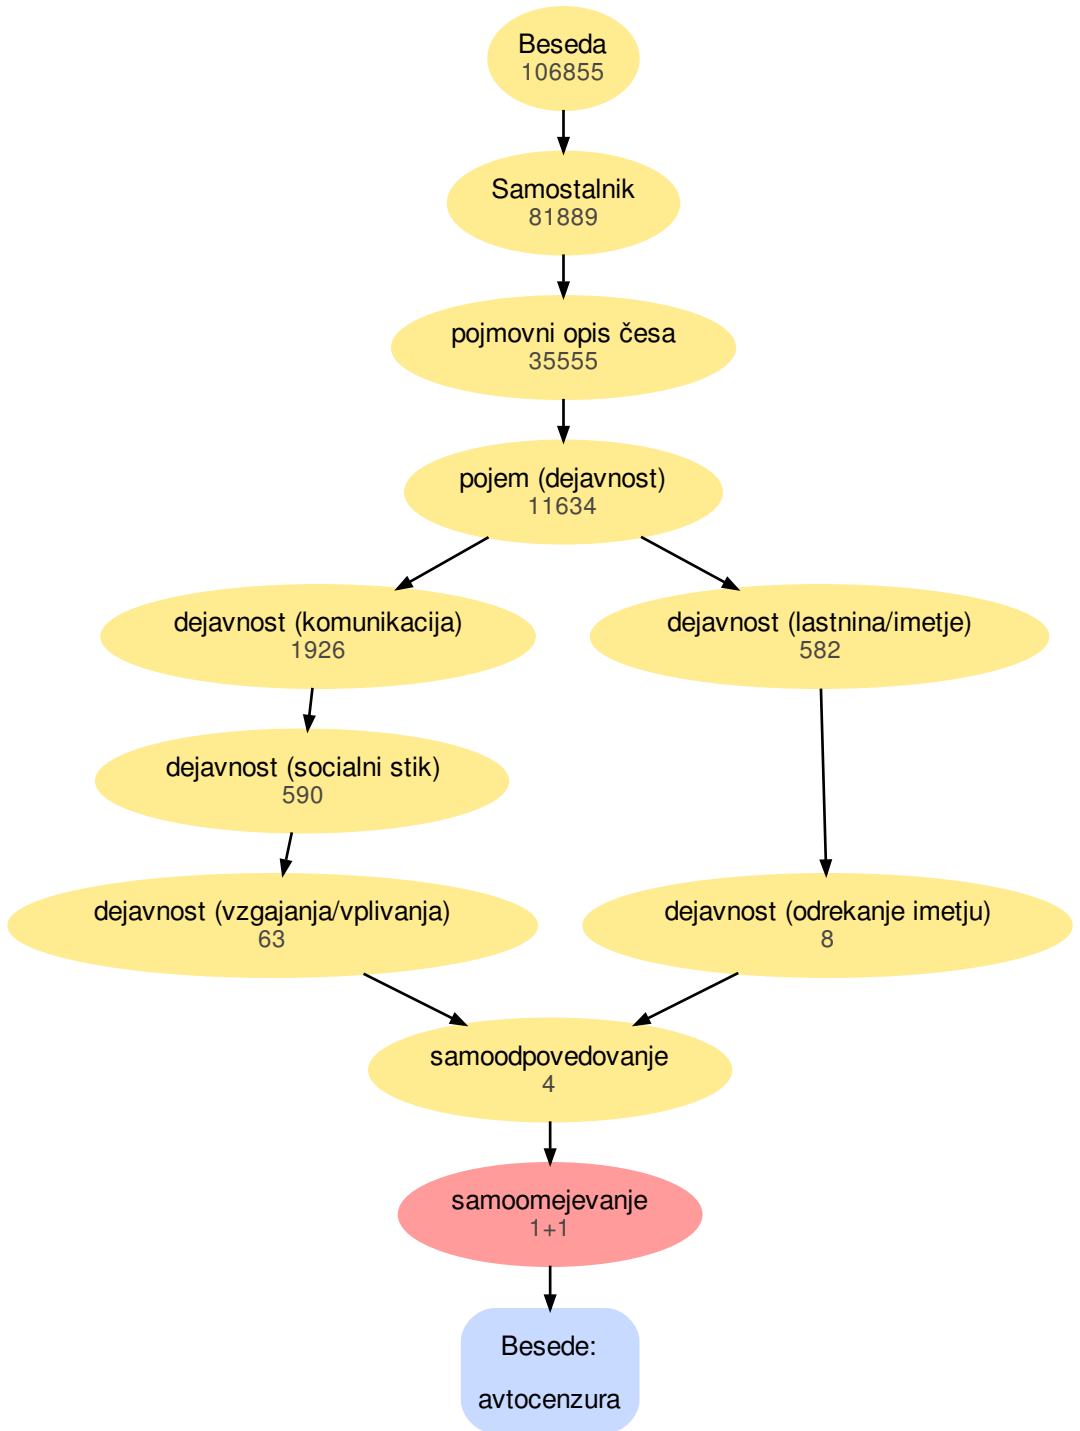 Beseda
106855
Samostalnik
81889
pojmovni opis česa
35555
pojem (dejavnost)
11634
dejavnost (komunikacija)
1926
dejavnost (lastnina/imetje)
582
dejavnost (socialni stik)
590
dejavnost (vzgajanja/vplivanja)
63
dejavnost (odrekanje imetju)
8
samoodpovedovanje
4
samoomejevanje
1+1
Besede:
avtocenzura